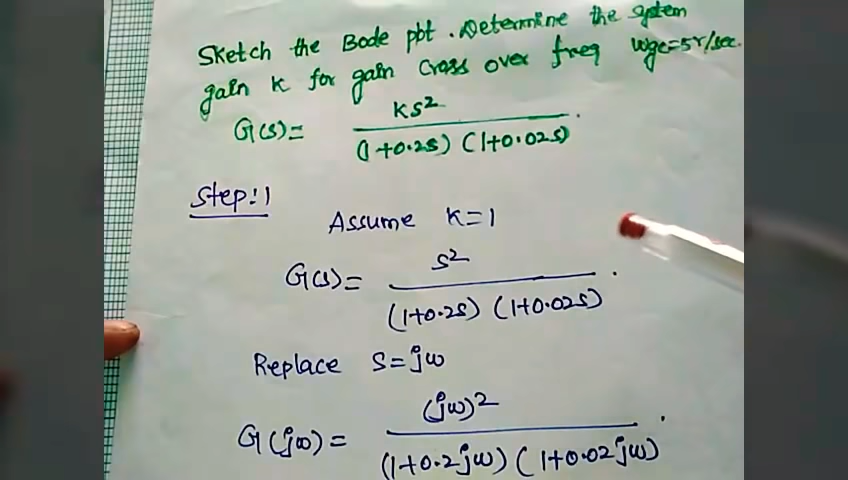 Sketch the Bode plot. Determine the system
gain K for gain cross over freq wgc=5r/sec.
G(s)= Ks² / (1+0.2s) (1+0.02s).
Step:1
Assume K=1
G(s)= s² / (1+0.2s) (1+0.02s).
Replace s=jω
G(jω)= (jω)² / (1+0.2jω) (1+0.02jω).